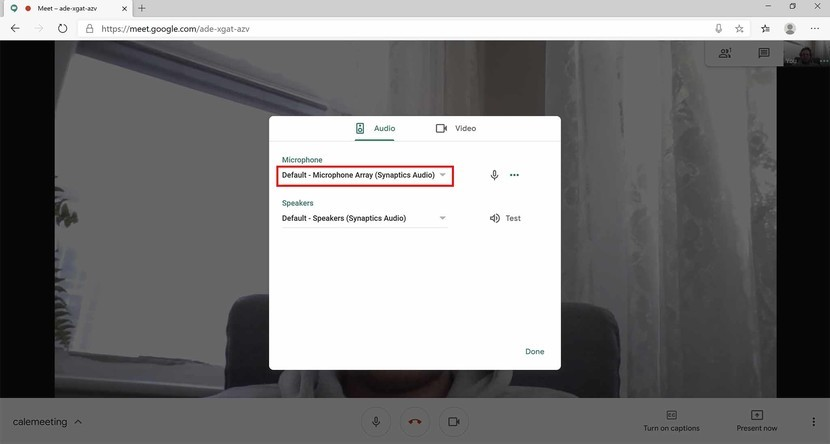 Meet – ade-xgat-azv
https://meet.google.com/ade-xgat-azv
You
Audio
Video
Microphone
Default - Microphone Array (Synaptics Audio)
Speakers
Default - Speakers (Synaptics Audio)
Test
Done
calemeeting
Turn on captions
Present now